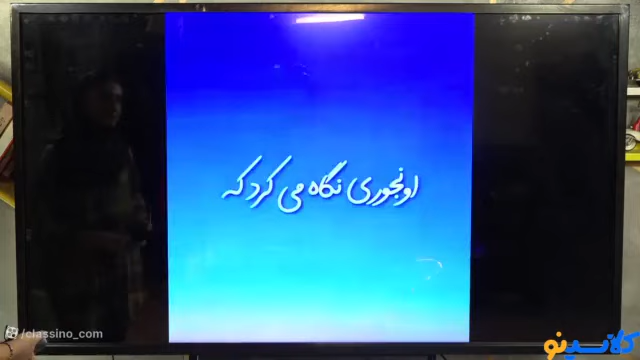 اونجوری نگاه می کرد که
/classino_com
کلاسینو